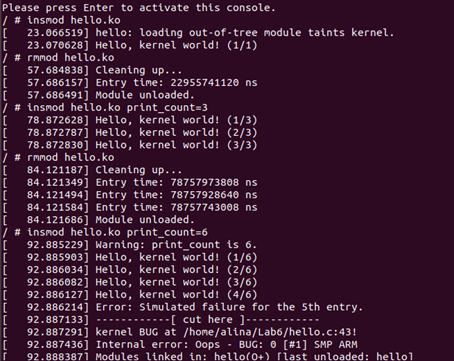 Please press Enter to activate this console.
/ # insmod hello.ko
[   23.066519] hello: loading out-of-tree module taints kernel.
[   23.070628] Hello, kernel world! (1/1)
/ # rmmod hello.ko
[   57.684838] Cleaning up...
[   57.686157] Entry time: 22955741120 ns
[   57.686491] Module unloaded.
/ # insmod hello.ko print_count=3
[   78.872628] Hello, kernel world! (1/3)
[   78.872787] Hello, kernel world! (2/3)
[   78.872830] Hello, kernel world! (3/3)
/ # rmmod hello.ko
[   84.121187] Cleaning up...
[   84.121349] Entry time: 78757973808 ns
[   84.121494] Entry time: 78757928640 ns
[   84.121584] Entry time: 78757743008 ns
[   84.121686] Module unloaded.
/ # insmod hello.ko print_count=6
[   92.885229] Warning: print_count is 6.
[   92.885903] Hello, kernel world! (1/6)
[   92.886034] Hello, kernel world! (2/6)
[   92.886082] Hello, kernel world! (3/6)
[   92.886127] Hello, kernel world! (4/6)
[   92.886214] Error: Simulated failure for the 5th entry.
[   92.887133] ------------[ cut here ]------------
[   92.887291] kernel BUG at /home/alina/Lab6/hello.c:43!
[   92.887436] Internal error: Oops - BUG: 0 [#1] SMP ARM
[   92.888387] Modules linked in: hello(O+) [last unloaded: hello]